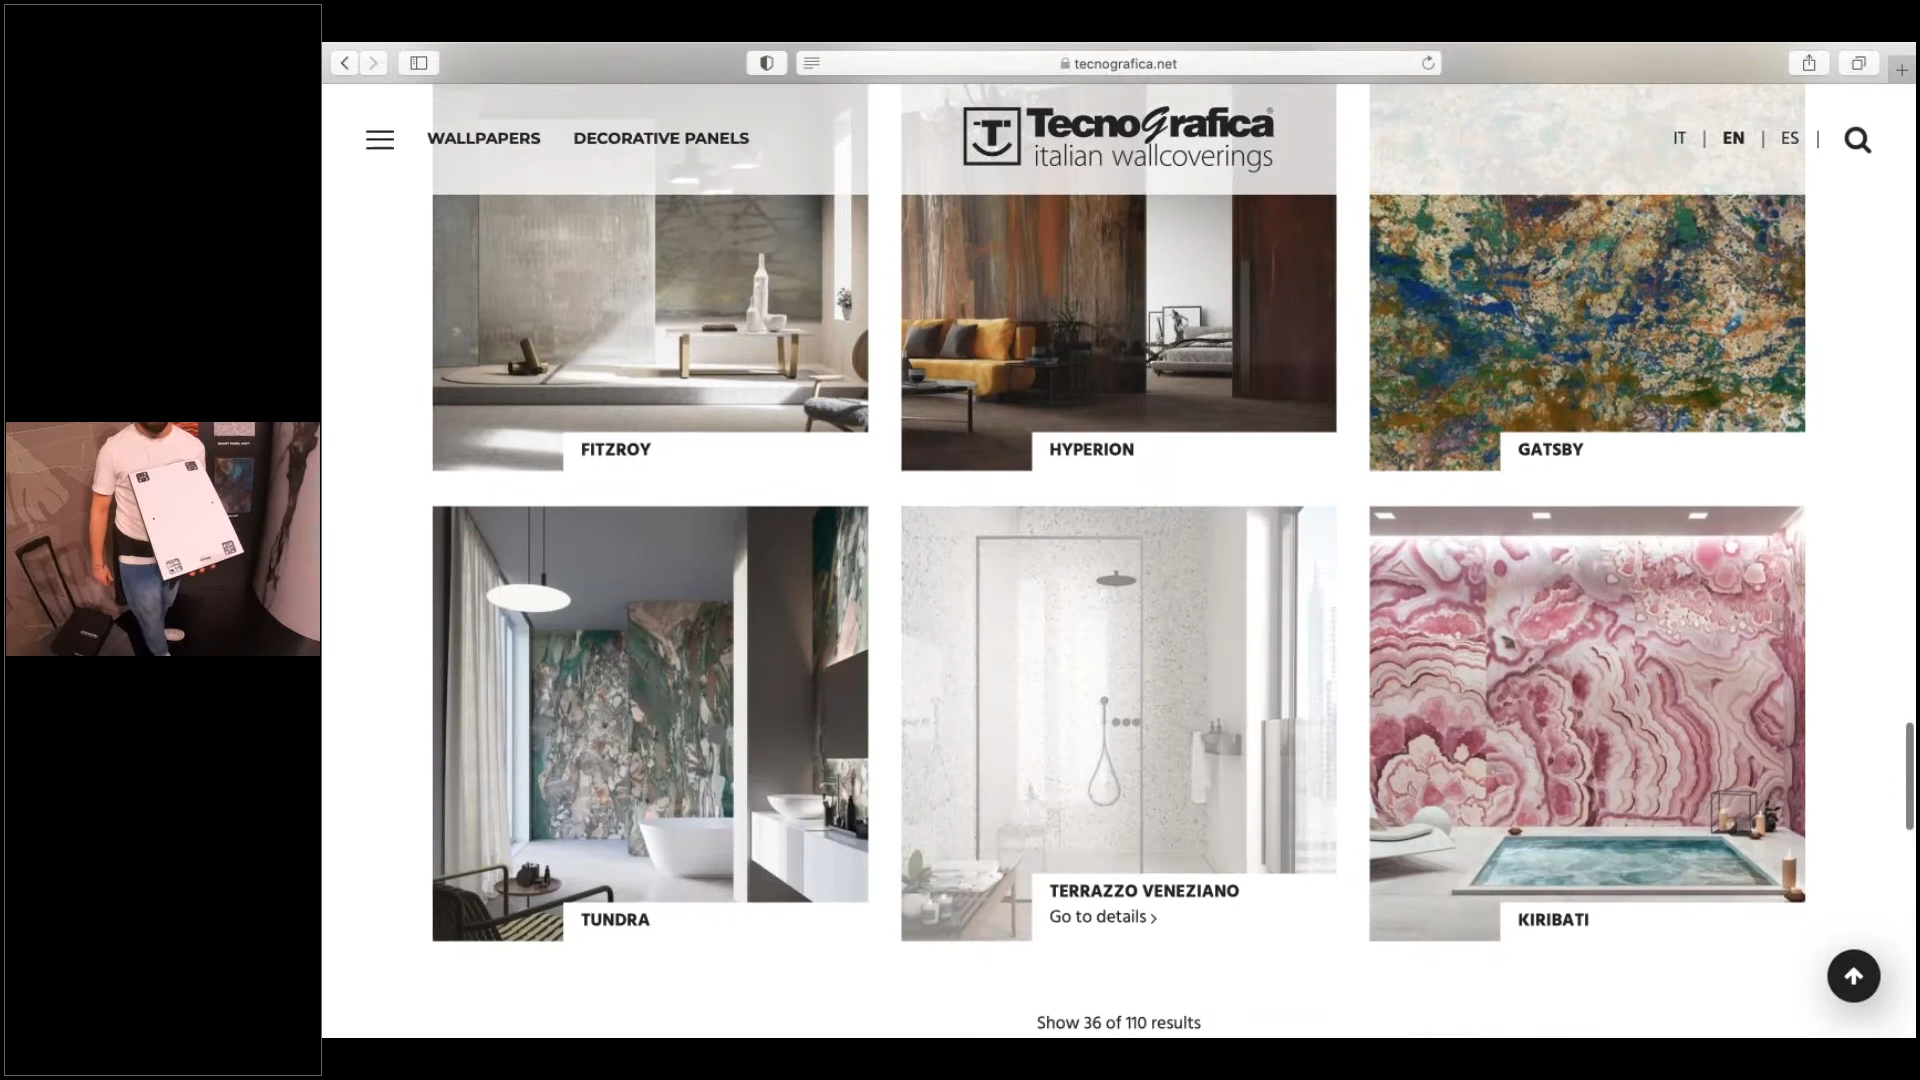 tecnografica.net
WALLPAPERS
DECORATIVE PANELS
TecnoGrafica®
italian wallcoverings
IT | EN | ES |
FITZROY
HYPERION
GATSBY
TUNDRA
TERRAZZO VENEZIANO
Go to details ›
KIRIBATI
Show 36 of 110 results